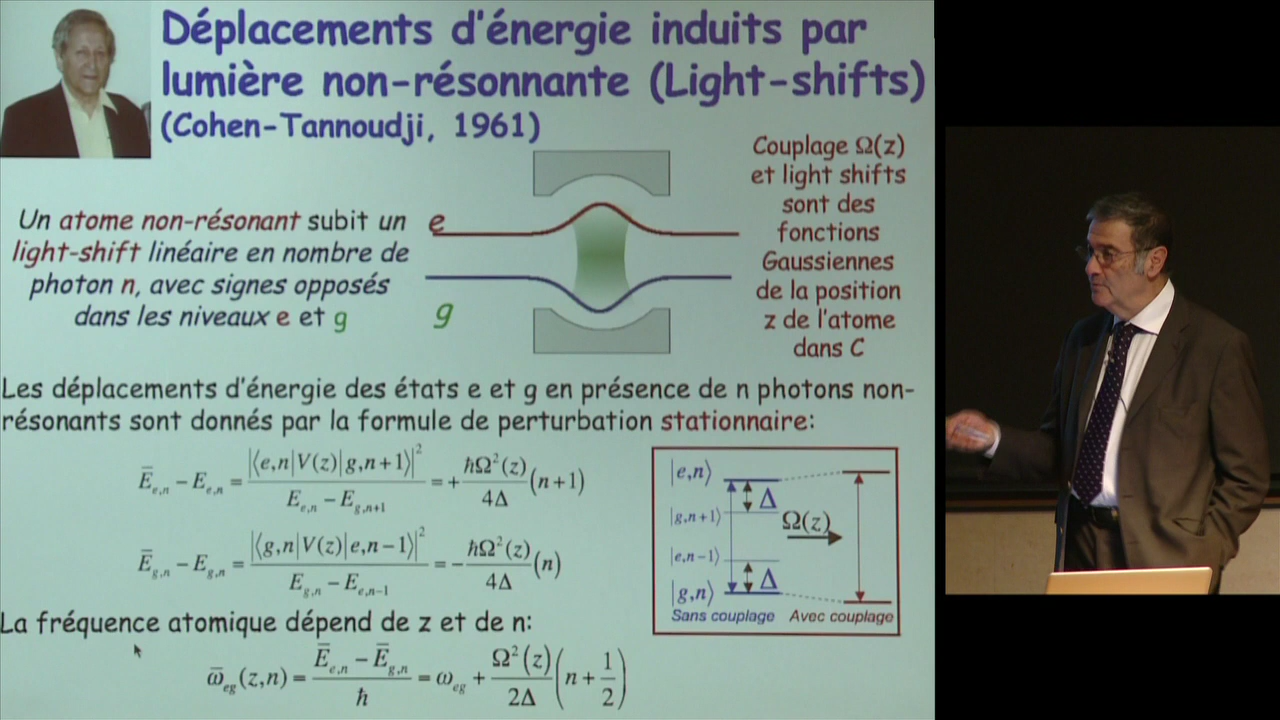 Déplacements d'énergie induits par
lumière non-résonnante (Light-shifts)
(Cohen-Tannoudji, 1961)
Un atome non-résonant subit un
light-shift linéaire en nombre de
photon n, avec signes opposés
dans les niveaux e et g
e
g
Couplage Ω(z)
et light shifts
sont des
fonctions
Gaussiennes
de la position
z de l'atome
dans C
Les déplacements d'énergie des états e et g en présence de n photons non-
résonants sont donnés par la formule de perturbation stationnaire:
Ē_{e,n} − E_{e,n} = |⟨e,n|V(z)|g,n+1⟩|² / (E_{e,n} − E_{g,n+1}) = + ħΩ²(z) / 4Δ (n+1)
Ē_{g,n} − E_{g,n} = |⟨g,n|V(z)|e,n−1⟩|² / (E_{g,n} − E_{e,n−1}) = − ħΩ²(z) / 4Δ (n)
|e,n⟩
Δ
|g,n+1⟩
Ω(z)
|e,n−1⟩
Δ
|g,n⟩
Sans couplage Avec couplage
La fréquence atomique dépend de z et de n:
ω̄_{eg}(z,n) = (Ē_{e,n} − Ē_{g,n}) / ħ = ω_{eg} + Ω²(z) / 2Δ (n + 1/2)